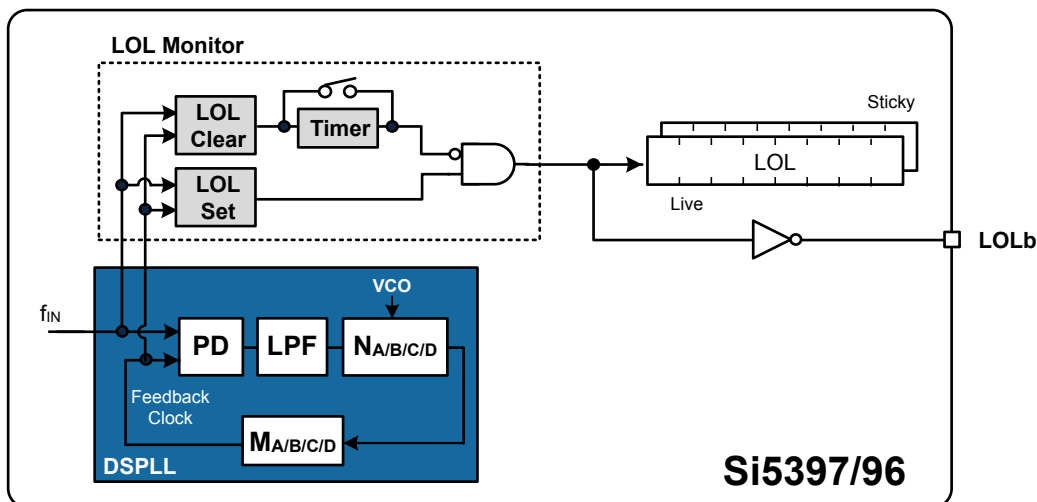 LOL Monitor
LOL
Clear
Timer
LOL
Set
Sticky
LOL
Live
LOLb
fIN
VCO
PD
LPF
NA/B/C/D
Feedback
Clock
MA/B/C/D
DSPLL
Si5397/96